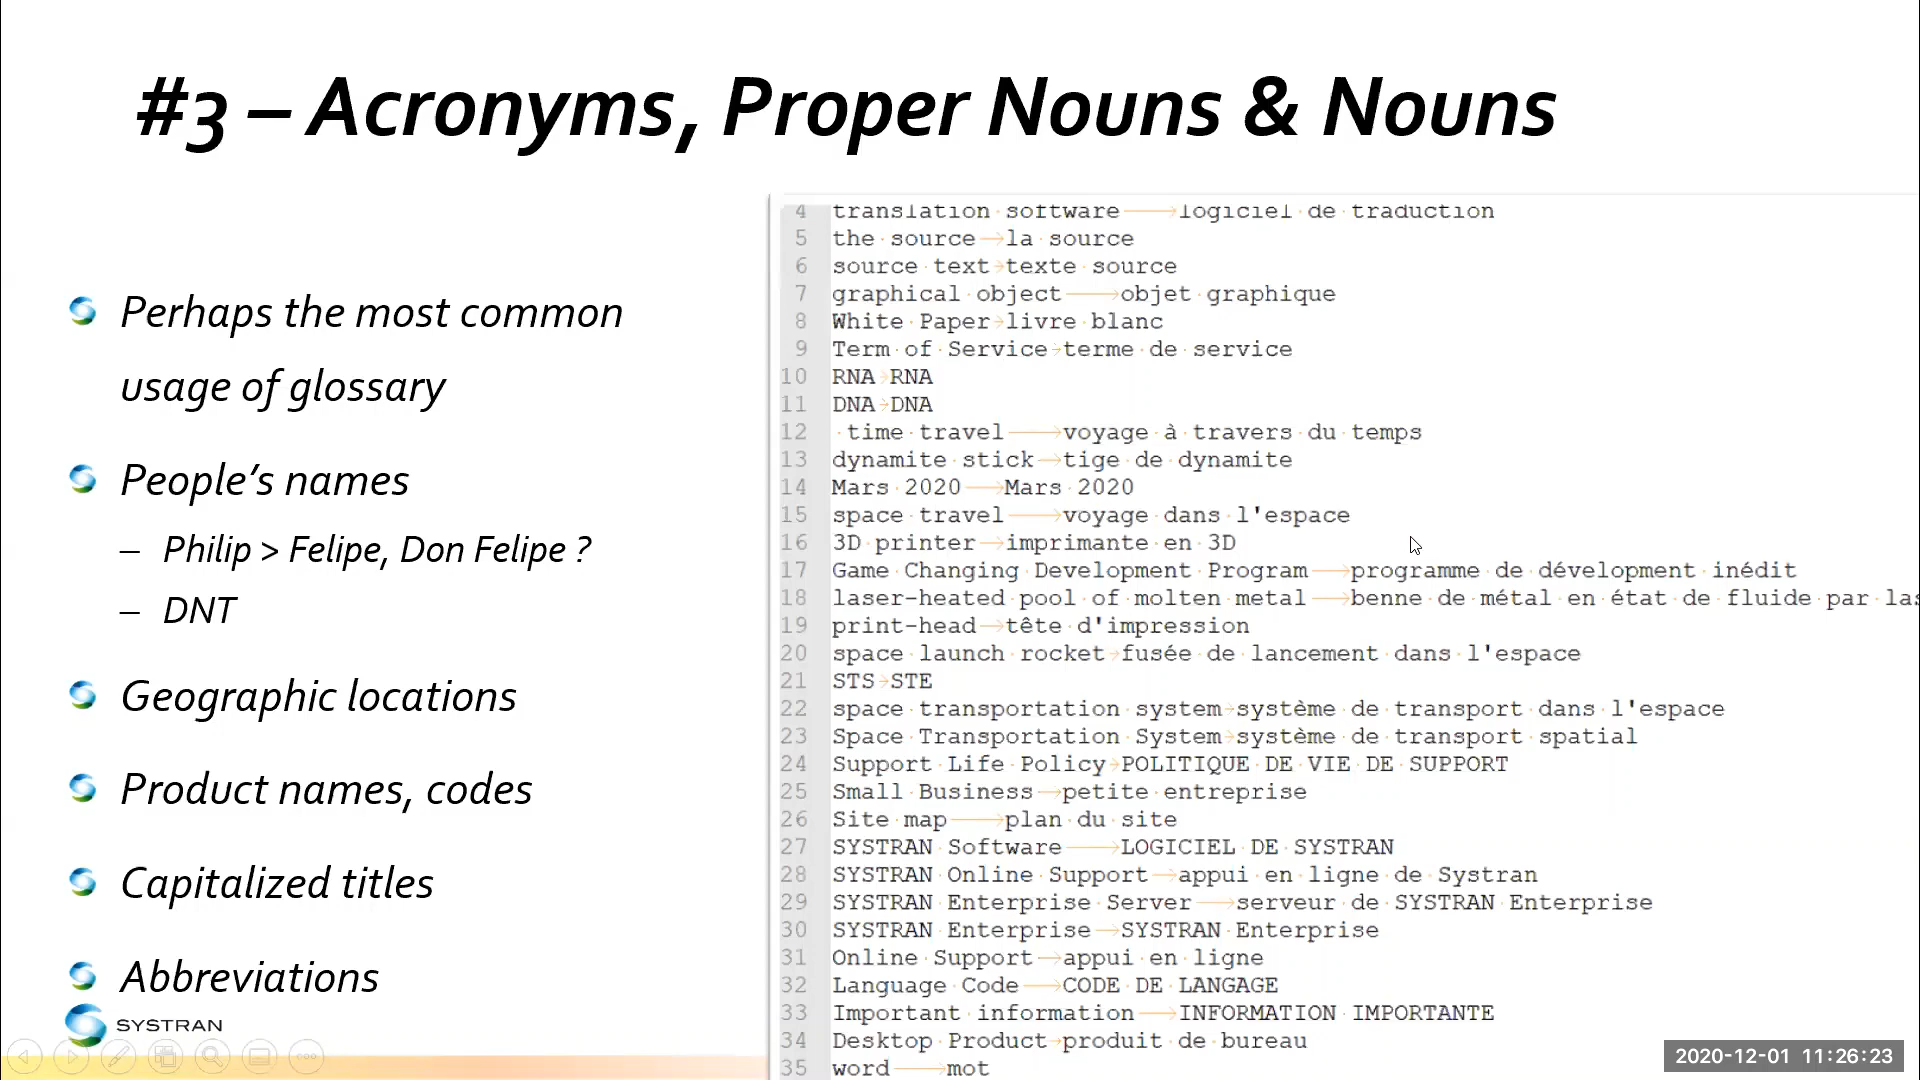 #3 – Acronyms, Proper Nouns & Nouns
Perhaps the most common
usage of glossary
People's names
– Philip > Felipe, Don Felipe ?
– DNT
Geographic locations
Product names, codes
Capitalized titles
Abbreviations
SYSTRAN
4 translation software→logiciel de traduction
5 the source→la source
6 source text→texte source
7 graphical object→objet graphique
8 White Paper→livre blanc
9 Term of Service→terme de service
10 RNA→RNA
11 DNA→DNA
12 time travel→voyage à travers du temps
13 dynamite stick→tige de dynamite
14 Mars 2020→Mars 2020
15 space travel→voyage dans l'espace
16 3D printer→imprimante en 3D
17 Game Changing Development Program→programme de dévelopment inédit
18 laser-heated pool of molten metal→benne de métal en état de fluide par las
19 print-head→tête d'impression
20 space launch rocket→fusée de lancement dans l'espace
21 STS→STE
22 space transportation system→système de transport dans l'espace
23 Space Transportation System→système de transport spatial
24 Support Life Policy→POLITIQUE DE VIE DE SUPPORT
25 Small Business→petite entreprise
26 Site map→plan du site
27 SYSTRAN Software→LOGICIEL DE SYSTRAN
28 SYSTRAN Online Support→appui en ligne de Systran
29 SYSTRAN Enterprise Server→serveur de SYSTRAN Enterprise
30 SYSTRAN Enterprise→SYSTRAN Enterprise
31 Online Support→appui en ligne
32 Language Code→CODE DE LANGAGE
33 Important information→INFORMATION IMPORTANTE
34 Desktop Product→produit de bureau
35 word→mot
2020-12-01 11:26:23